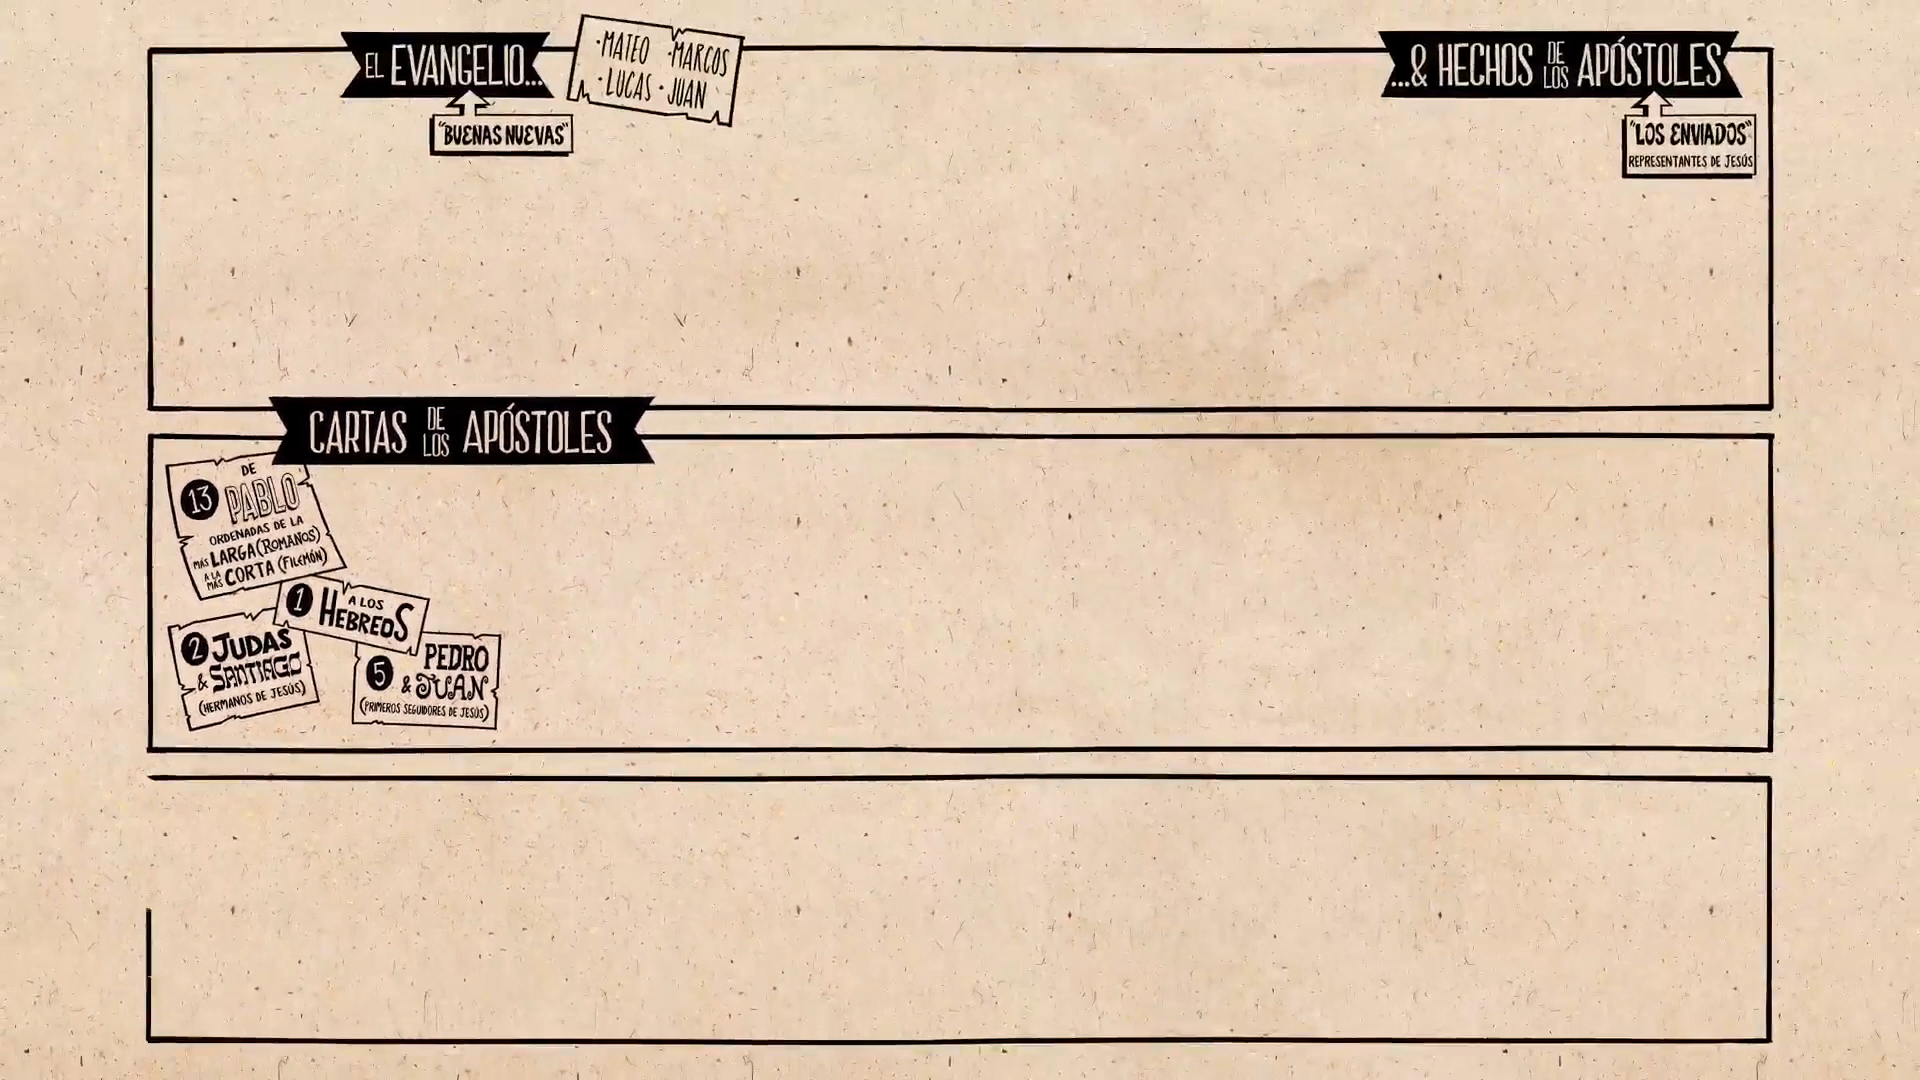 EL EVANGELIO...
"BUENAS NUEVAS"
·MATEO ·MARCOS
·LUCAS ·JUAN
...& HECHOS DE LOS APÓSTOLES
"LOS ENVIADOS"
REPRESENTANTES DE JESÚS
CARTAS DE LOS APÓSTOLES
DE
13 PABLO
ORDENADAS DE LA
MÁS LARGA (ROMANOS)
A LA MÁS CORTA (FILEMÓN)
1 A LOS
HEBREOS
2 JUDAS
& SANTIAGO
(HERMANOS DE JESÚS)
5 PEDRO
& JUAN
(PRIMEROS SEGUIDORES DE JESÚS)